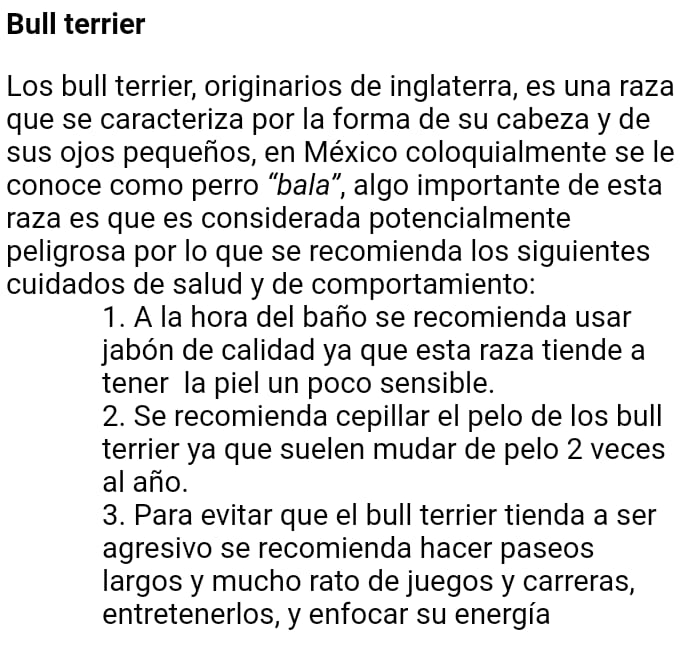 Bull terrier
Los bull terrier, originarios de inglaterra, es una raza
que se caracteriza por la forma de su cabeza y de
sus ojos pequeños, en México coloquialmente se le
conoce como perro “bala”, algo importante de esta
raza es que es considerada potencialmente
peligrosa por lo que se recomienda los siguientes
cuidados de salud y de comportamiento:
1. A la hora del baño se recomienda usar
jabón de calidad ya que esta raza tiende a
tener  la piel un poco sensible.
2. Se recomienda cepillar el pelo de los bull
terrier ya que suelen mudar de pelo 2 veces
al año.
3. Para evitar que el bull terrier tienda a ser
agresivo se recomienda hacer paseos
largos y mucho rato de juegos y carreras,
entretenerlos, y enfocar su energía